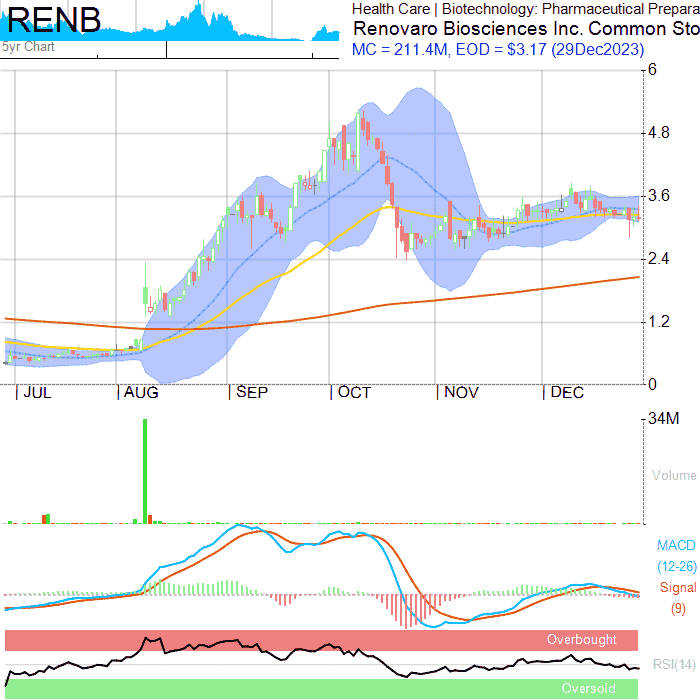 RENB
5yr Chart
Health Care | Biotechnology: Pharmaceutical Prepara
Renovaro Biosciences Inc. Common Sto
MC = 211.4M, EOD = $3.17 (29Dec2023)
6
4.8
3.6
2.4
1.2
0
JUL AUG SEP OCT NOV DEC
34M
Volume
MACD
(12-26)
Signal
(9)
Overbought
RSI(14)
Oversold